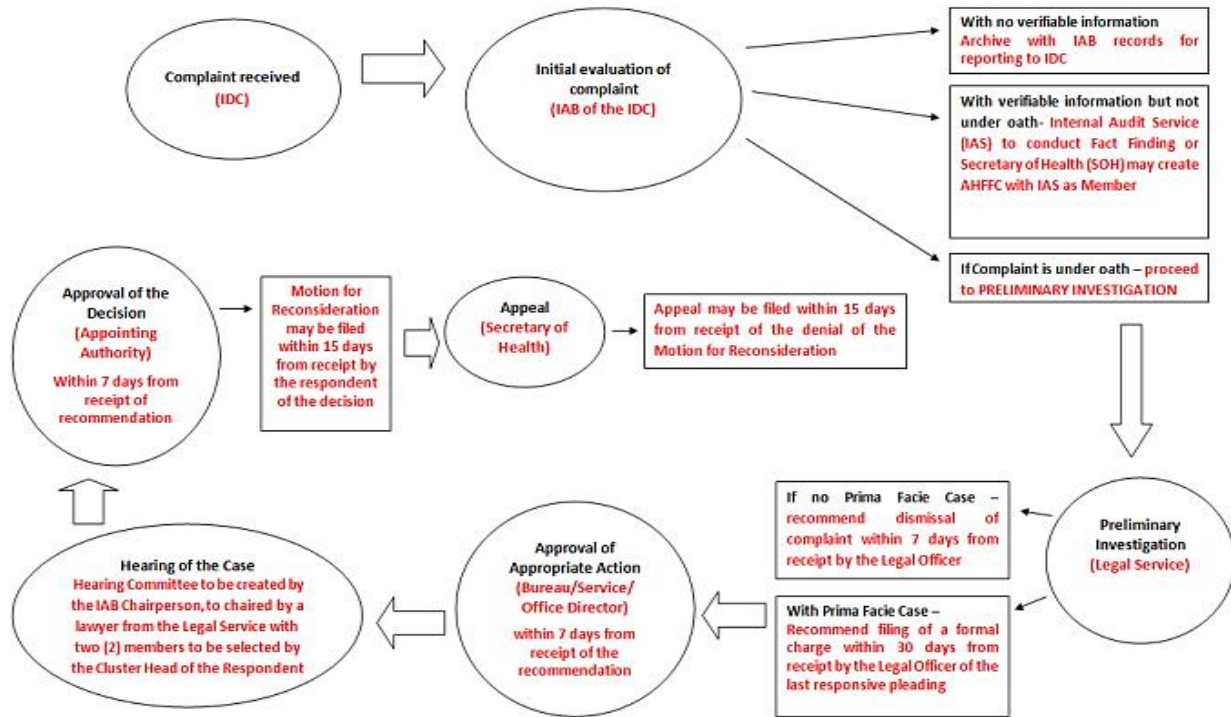 Complaint received
(IDC)
Initial evaluation of
complaint
(IAB of the IDC)
With no verifiable information
Archive with IAB records for
reporting to IDC
With verifiable information but not
under oath- Internal Audit Service
(IAS) to conduct Fact Finding or
Secretary of Health (SOH) may create
AHFFC with IAS as Member
If Complaint is under oath – proceed
to PRELIMINARY INVESTIGATION
Approval of the
Decision
(Appointing
Authority)
Within 7 days from
receipt of
recommendation
Motion for
Reconsideration
may be filed
within 15 days
from receipt by
the respondent
of the decision
Appeal
(Secretary of
Health)
Appeal may be filed within 15 days
from receipt of the denial of the
Motion for Reconsideration
Preliminary
Investigation
(Legal Service)
If no Prima Facie Case –
recommend dismissal of
complaint within 7 days from
receipt by the Legal Officer
With Prima Facie Case –
Recommend filing of a formal
charge within 30 days from
receipt by the Legal Officer of the
last responsive pleading
Approval of
Appropriate Action
(Bureau/Service/
Office Director)
within 7 days from
receipt of the
recommendation
Hearing of the Case
Hearing Committee to be created by
the IAB Chairperson, to chaired by a
lawyer from the Legal Service with
two (2) members to be selected by
the Cluster Head of the Respondent